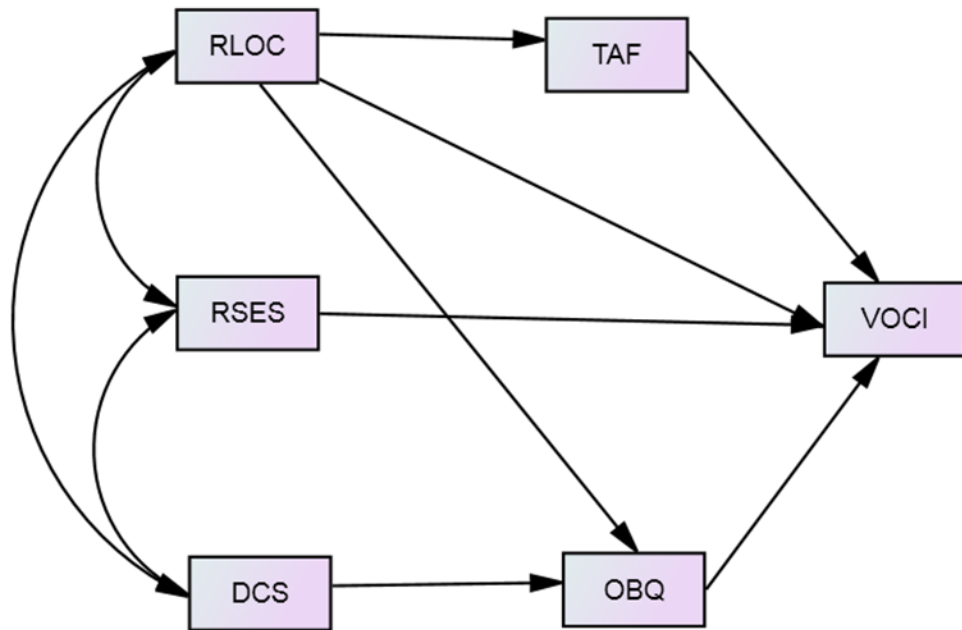 RLOC
TAF
RSES
VOCI
DCS
OBQ